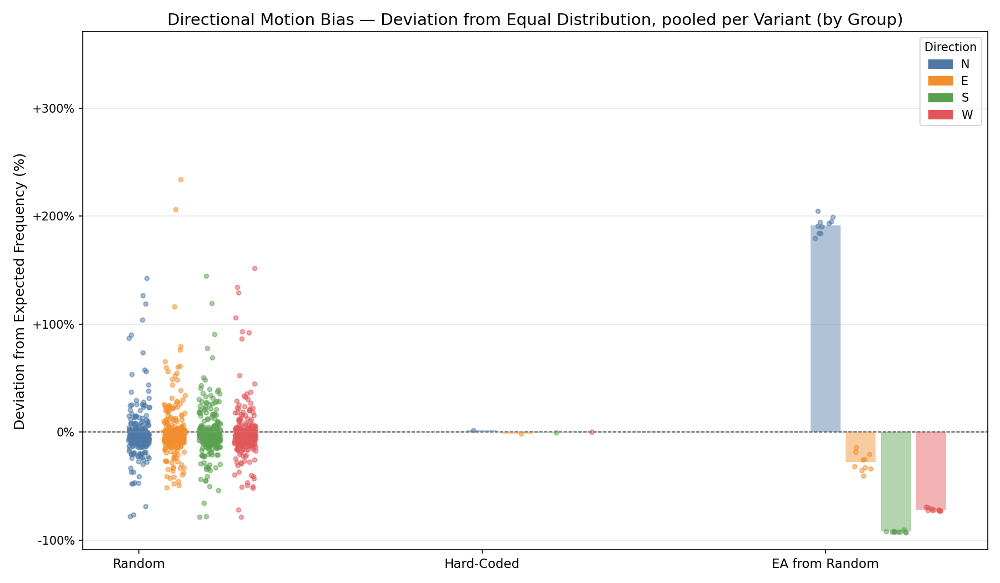 Directional Motion Bias — Deviation from Equal Distribution, pooled per Variant (by Group)
Deviation from Expected Frequency (%)
+300%
+200%
+100%
0%
-100%
Random
Hard-Coded
EA from Random
Direction
N
E
S
W